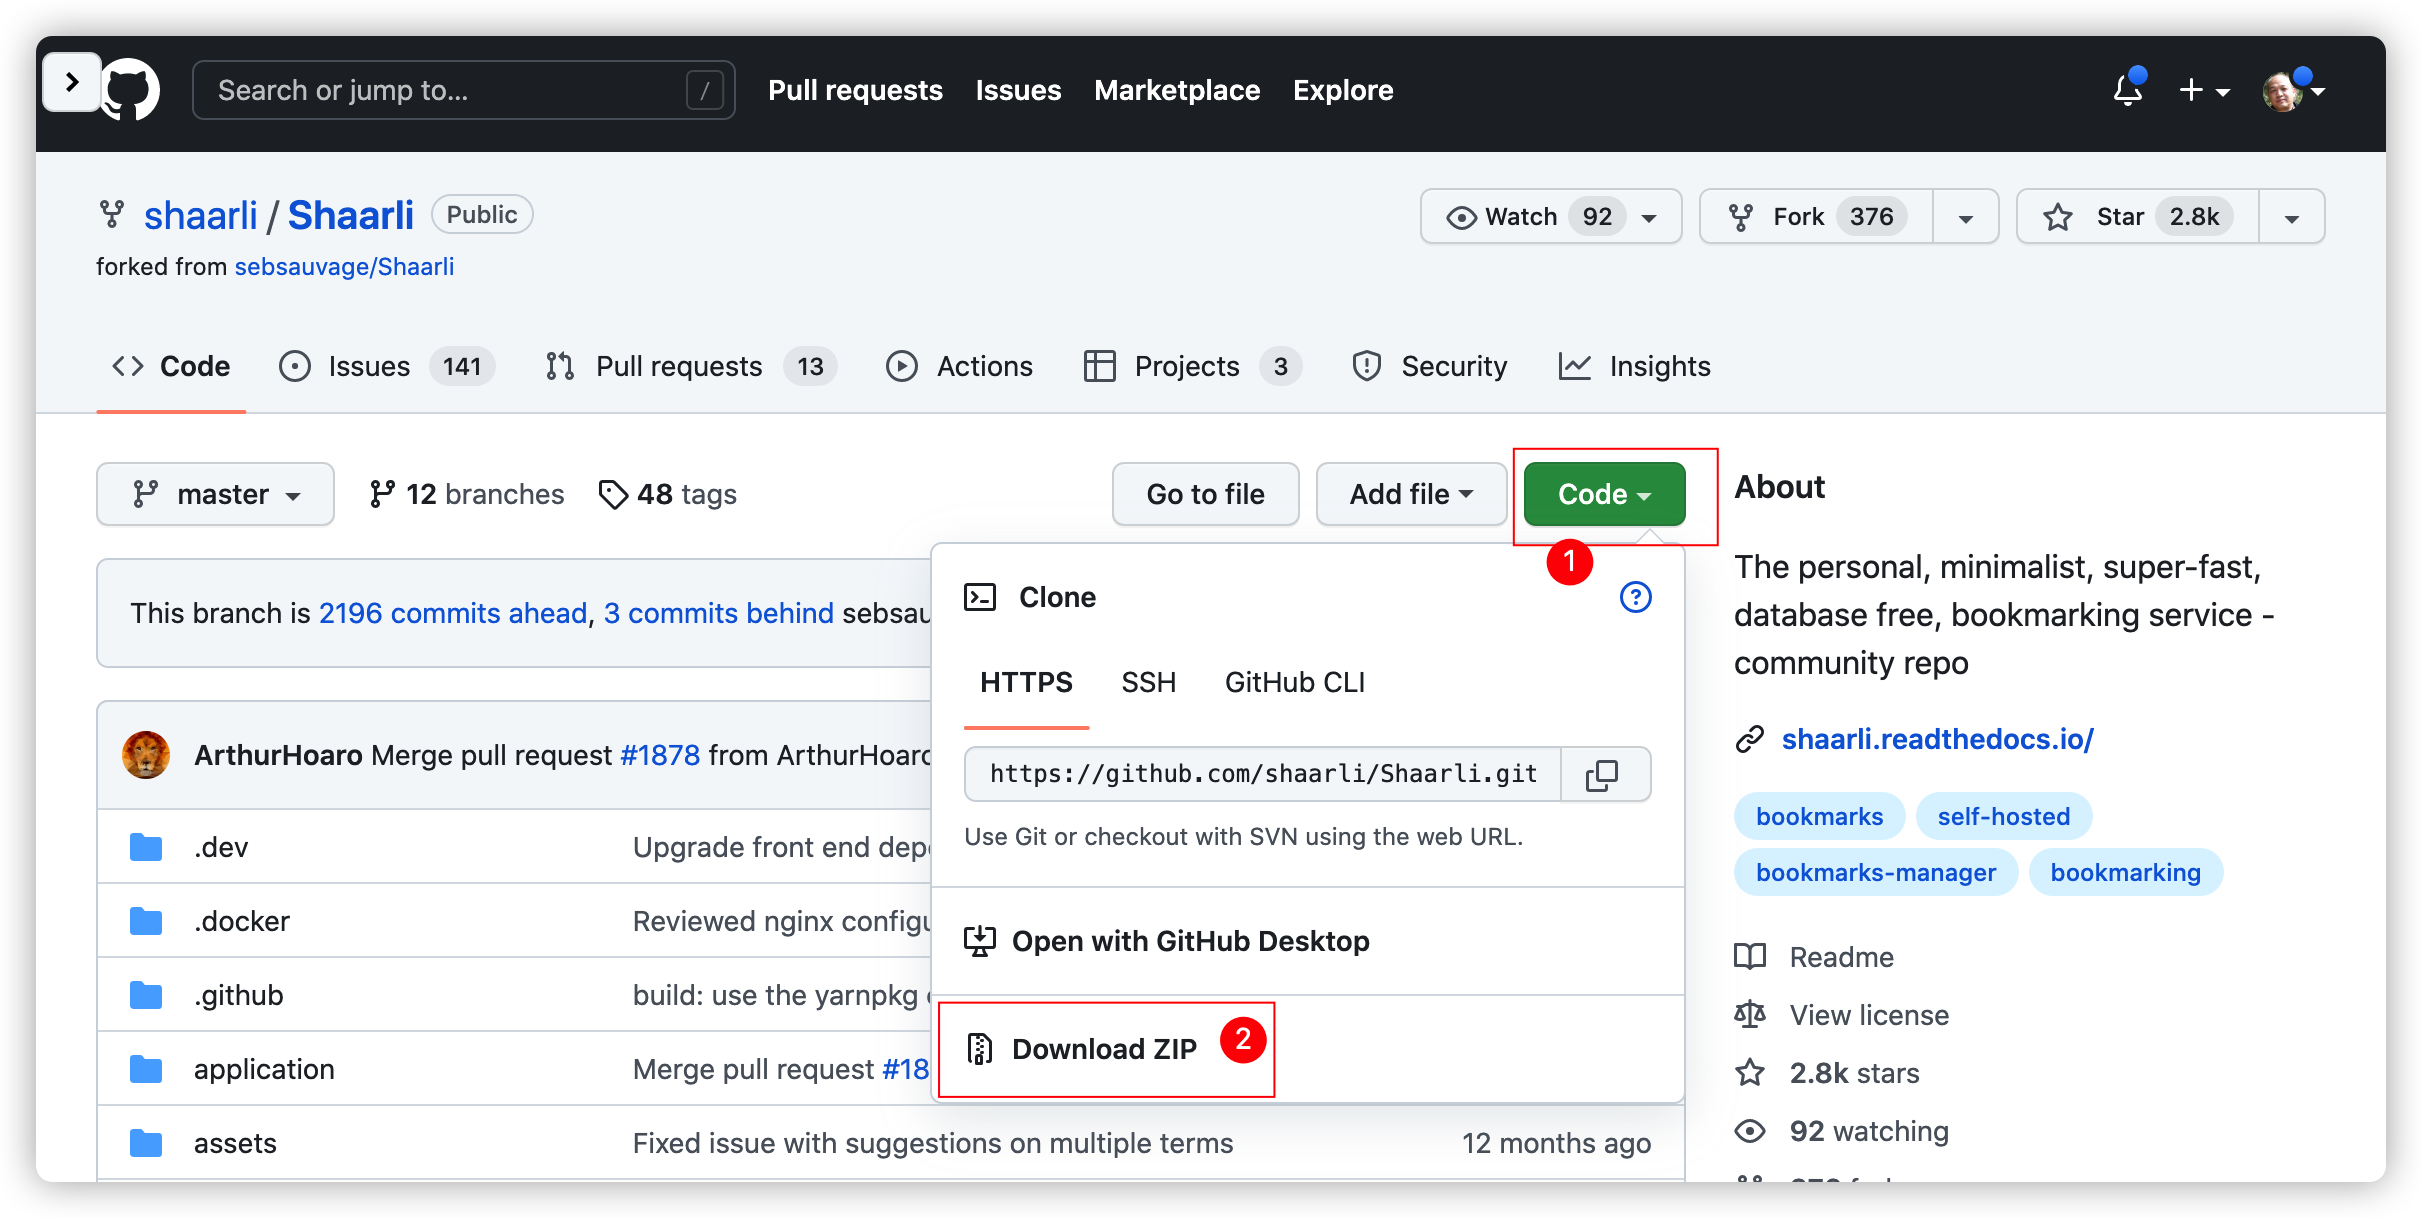 Search or jump to... /
Pull requests Issues Marketplace Explore
shaarli / Shaarli Public
Watch 92 Fork 376 Star 2.8k
forked from sebsauvage/Shaarli
Code Issues 141 Pull requests 13 Actions Projects 3 Security Insights
master 12 branches 48 tags
Go to file Add file Code
1
This branch is 2196 commits ahead, 3 commits behind sebsau
ArthurHoaro Merge pull request #1878 from ArthurHoaro
.dev Upgrade front end dep
.docker Reviewed nginx config
.github build: use the yarnpkg
application Merge pull request #18
assets Fixed issue with suggestions on multiple terms 12 months ago
Clone
?
HTTPS SSH GitHub CLI
https://github.com/shaarli/Shaarli.git
Use Git or checkout with SVN using the web URL.
Open with GitHub Desktop
Download ZIP 2
About
The personal, minimalist, super-fast,
database free, bookmarking service -
community repo
shaarli.readthedocs.io/
bookmarks self-hosted
bookmarks-manager bookmarking
Readme
View license
2.8k stars
92 watching